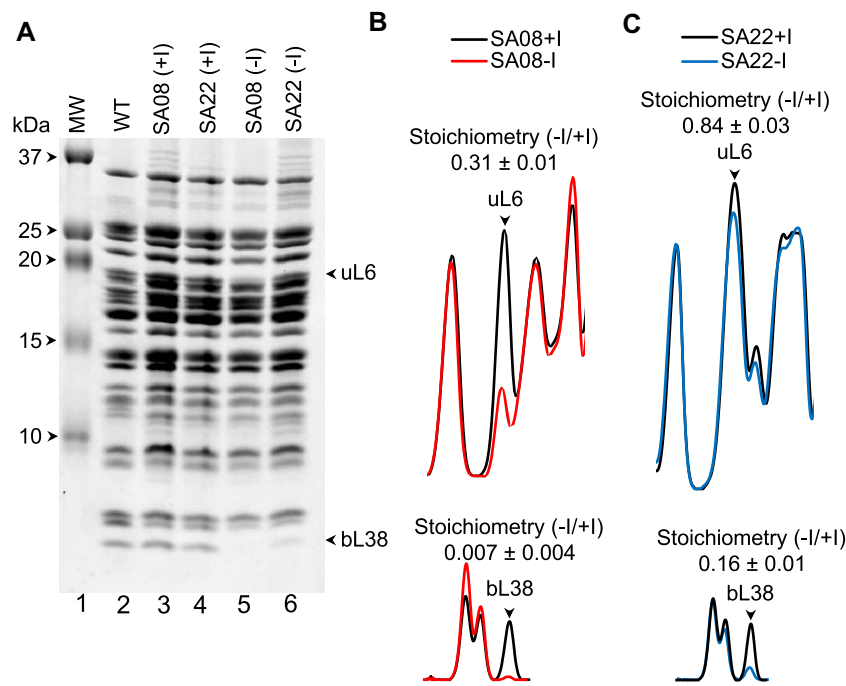 A
MW
WT
SA08 (+I)
SA22 (+I)
SA08 (-I)
SA22 (-I)
kDa
37
25
20
15
10
uL6
bL38
1 2 3 4 5 6
B
SA08+I
SA08-I
Stoichiometry (-I/+I)
0.31 ± 0.01
uL6
Stoichiometry (-I/+I)
0.007 ± 0.004
bL38
C
SA22+I
SA22-I
Stoichiometry (-I/+I)
0.84 ± 0.03
uL6
Stoichiometry (-I/+I)
0.16 ± 0.01
bL38